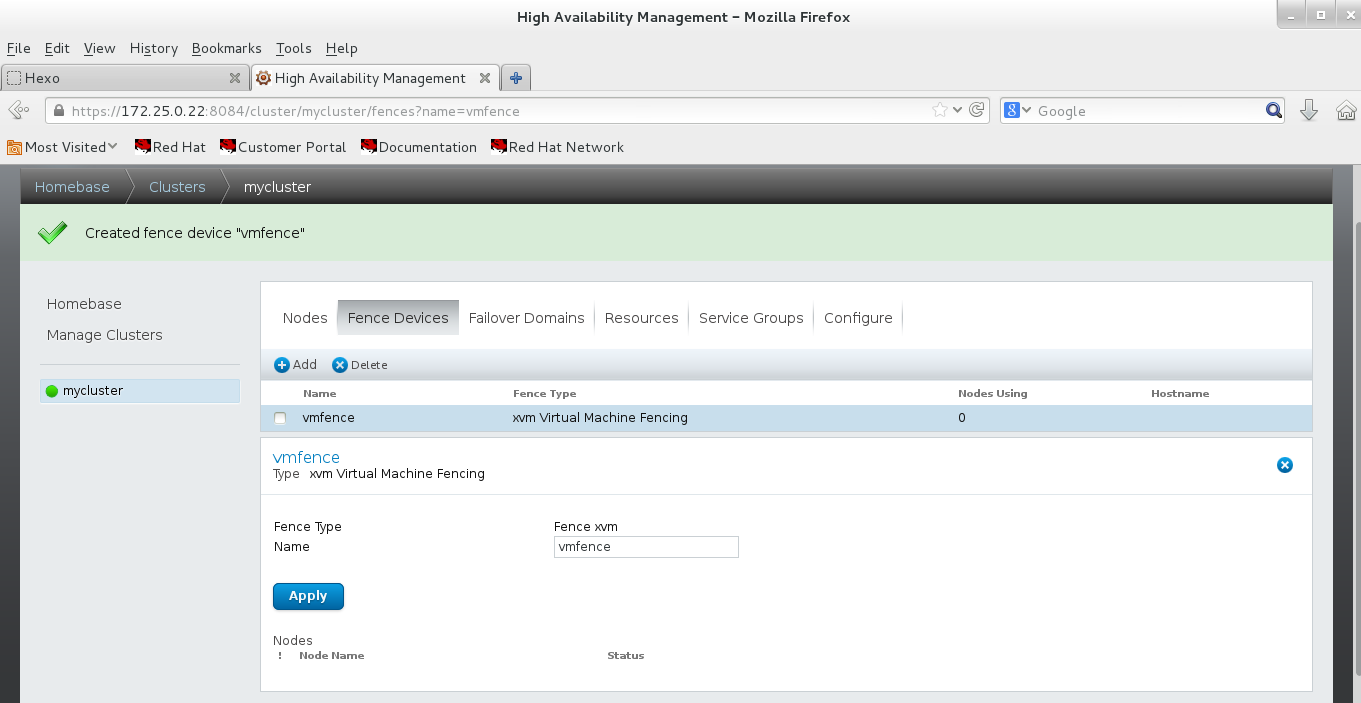 High Availability Management - Mozilla Firefox
File Edit View History Bookmarks Tools Help
Hexo High Availability Management
https://172.25.0.22:8084/cluster/mycluster/fences?name=vmfence 8 Google
Most Visited Red Hat Customer Portal Documentation Red Hat Network
Homebase Clusters mycluster
Created fence device "vmfence"
Homebase
Manage Clusters
mycluster
Nodes Fence Devices Failover Domains Resources Service Groups Configure
Add Delete
Name Fence Type Nodes Using Hostname
vmfence xvm Virtual Machine Fencing 0
vmfence
Type xvm Virtual Machine Fencing
Fence Type Fence xvm
Name vmfence
Apply
Nodes
! Node Name Status